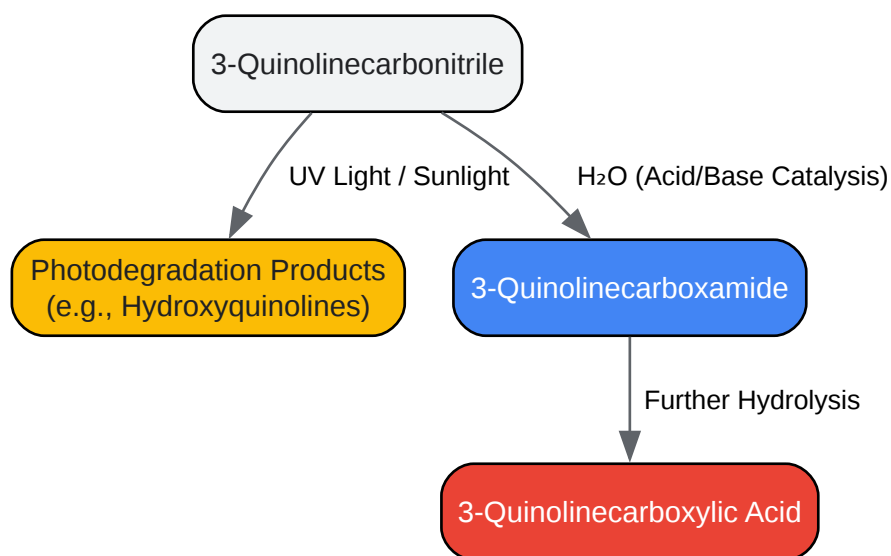 3-Quinolinecarbonitrile
UV Light / Sunlight
H₂O (Acid/Base Catalysis)
Photodegradation Products
(e.g., Hydroxyquinolines)
3-Quinolinecarboxamide
Further Hydrolysis
3-Quinolinecarboxylic Acid